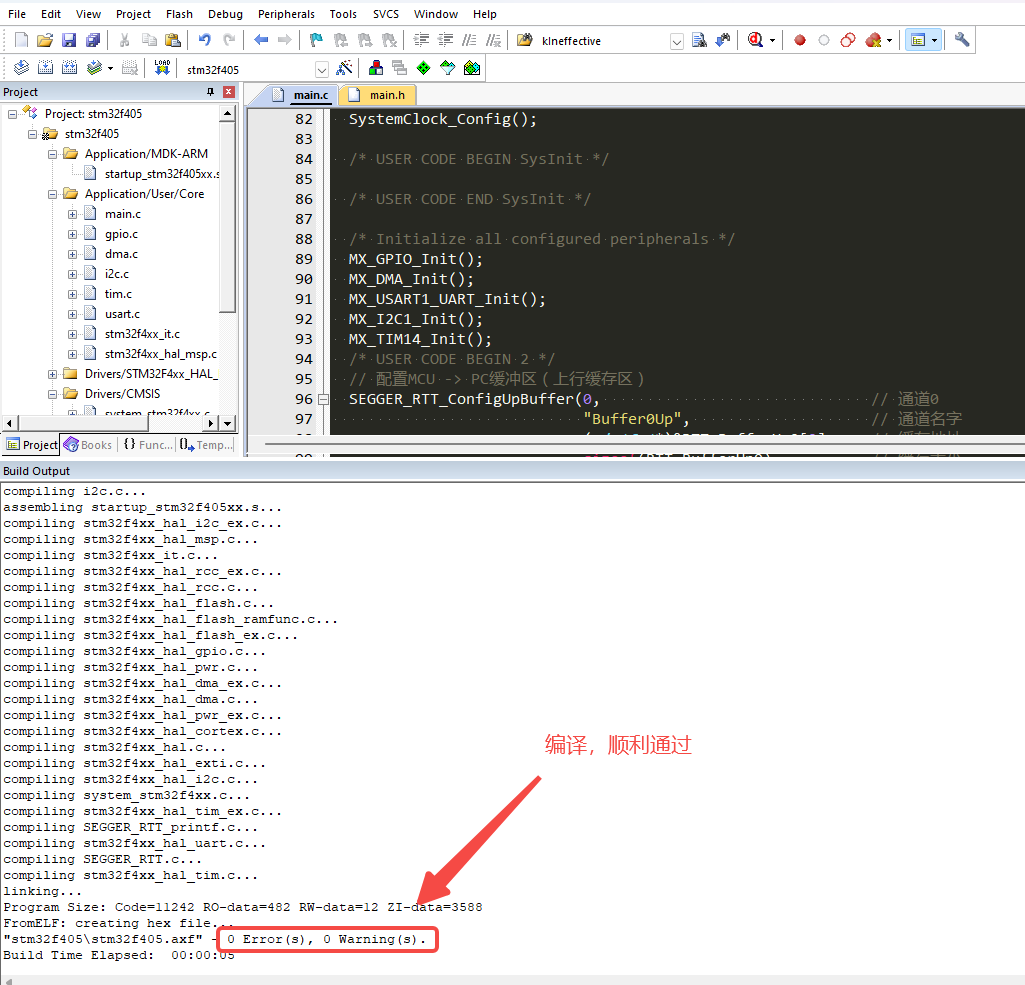 File Edit View Project Flash Debug Peripherals Tools SVCS Window Help
kIneffective
LOAD
stm32f405
Project
main.c main.h
Project: stm32f405
stm32f405
Application/MDK-ARM
startup_stm32f405xx.s
Application/User/Core
main.c
gpio.c
dma.c
i2c.c
tim.c
usart.c
stm32f4xx_it.c
stm32f4xx_hal_msp.c
Drivers/STM32F4xx_HAL_
Drivers/CMSIS
system_stm32f4xx.c
Project Books {} Func... Temp...
82 SystemClock_Config();
83
84 /* USER CODE BEGIN SysInit */
85
86 /* USER CODE END SysInit */
87
88 /* Initialize all configured peripherals */
89 MX_GPIO_Init();
90 MX_DMA_Init();
91 MX_USART1_UART_Init();
92 MX_I2C1_Init();
93 MX_TIM14_Init();
94 /* USER CODE BEGIN 2 */
95 // 配置MCU -> PC缓冲区（上行缓存区）
96 SEGGER_RTT_ConfigUpBuffer(0, // 通道0
97 "Buffer0Up", // 通道名字
Build Output
compiling i2c.c...
assembling startup_stm32f405xx.s...
compiling stm32f4xx_hal_i2c_ex.c...
compiling stm32f4xx_hal_msp.c...
compiling stm32f4xx_it.c...
compiling stm32f4xx_hal_rcc_ex.c...
compiling stm32f4xx_hal_rcc.c...
compiling stm32f4xx_hal_flash.c...
compiling stm32f4xx_hal_flash_ramfunc.c...
compiling stm32f4xx_hal_flash_ex.c...
compiling stm32f4xx_hal_gpio.c...
compiling stm32f4xx_hal_pwr.c...
compiling stm32f4xx_hal_dma_ex.c...
compiling stm32f4xx_hal_dma.c...
compiling stm32f4xx_hal_pwr_ex.c...
compiling stm32f4xx_hal_cortex.c...
compiling stm32f4xx_hal.c...
compiling stm32f4xx_hal_exti.c...
compiling stm32f4xx_hal_i2c.c...
compiling system_stm32f4xx.c...
compiling stm32f4xx_hal_tim_ex.c...
compiling SEGGER_RTT_printf.c...
compiling stm32f4xx_hal_uart.c...
compiling SEGGER_RTT.c...
compiling stm32f4xx_hal_tim.c...
linking...
Program Size: Code=11242 RO-data=482 RW-data=12 ZI-data=3588
FromELF: creating hex file...
"stm32f405\stm32f405.axf" - 0 Error(s), 0 Warning(s).
Build Time Elapsed: 00:00:05
编译，顺利通过